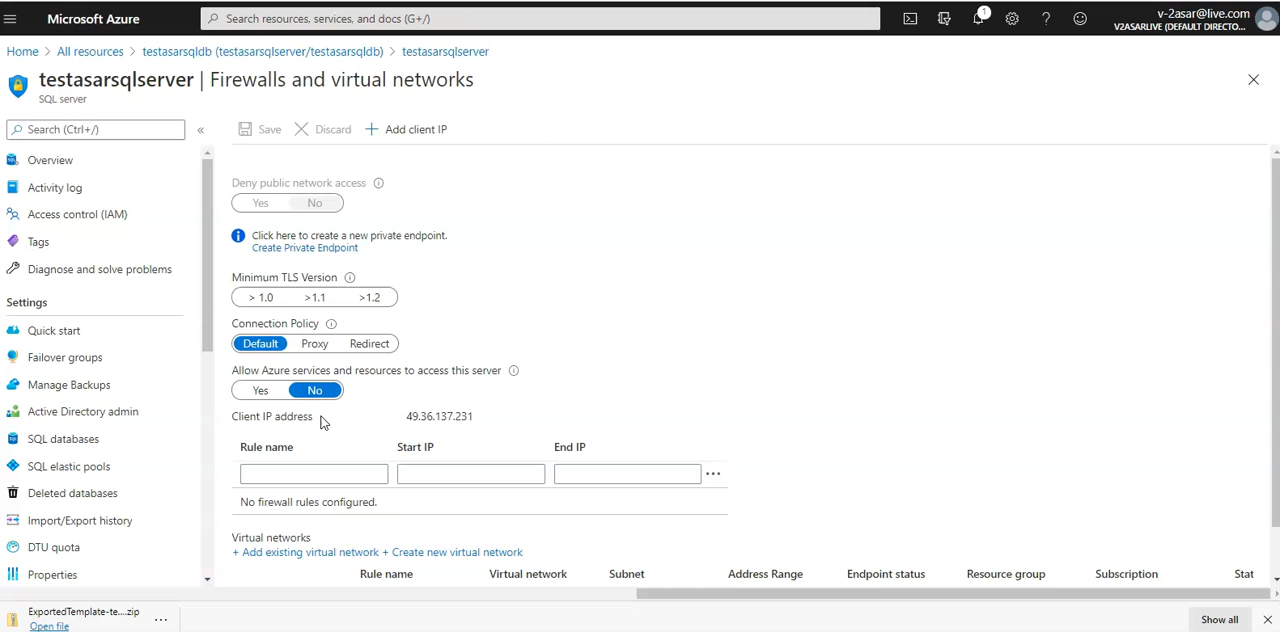 Microsoft Azure
Search resources, services, and docs (G+/)
1
v-2asar@live.com
V2ASARLIVE (DEFAULT DIRECTO...
Home > All resources > testasarsqldb (testasarsqlserver/testasarsqldb) > testasarsqlserver
testasarsqlserver | Firewalls and virtual networks
SQL server
Search (Ctrl+/)
Overview
Activity log
Access control (IAM)
Tags
Diagnose and solve problems
Settings
Quick start
Failover groups
Manage Backups
Active Directory admin
SQL databases
SQL elastic pools
Deleted databases
Import/Export history
DTU quota
Properties
Save Discard Add client IP
Deny public network access
Yes No
Click here to create a new private endpoint.
Create Private Endpoint
Minimum TLS Version
> 1.0 >1.1 >1.2
Connection Policy
Default Proxy Redirect
Allow Azure services and resources to access this server
Yes No
Client IP address 49.36.137.231
Rule name Start IP End IP
No firewall rules configured.
Virtual networks
+ Add existing virtual network + Create new virtual network
Rule name Virtual network Subnet Address Range Endpoint status Resource group Subscription Stat
ExportedTemplate-te....zip
Open file
Show all